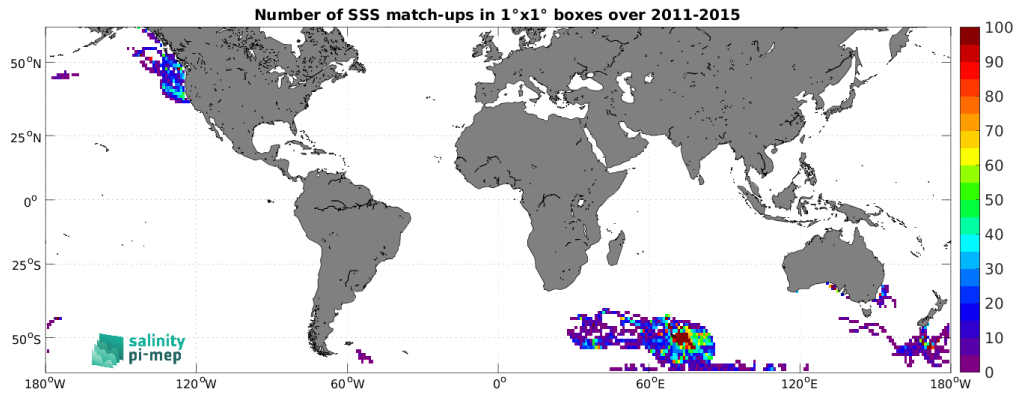 Number of SSS match-ups in 1°x1° boxes over 2011-2015
50°N
25°N
0°
25°S
50°S
180°W
120°W
60°W
0°
60°E
120°E
180°W
100
90
80
70
60
50
40
30
20
10
0
salinity
pi-mep